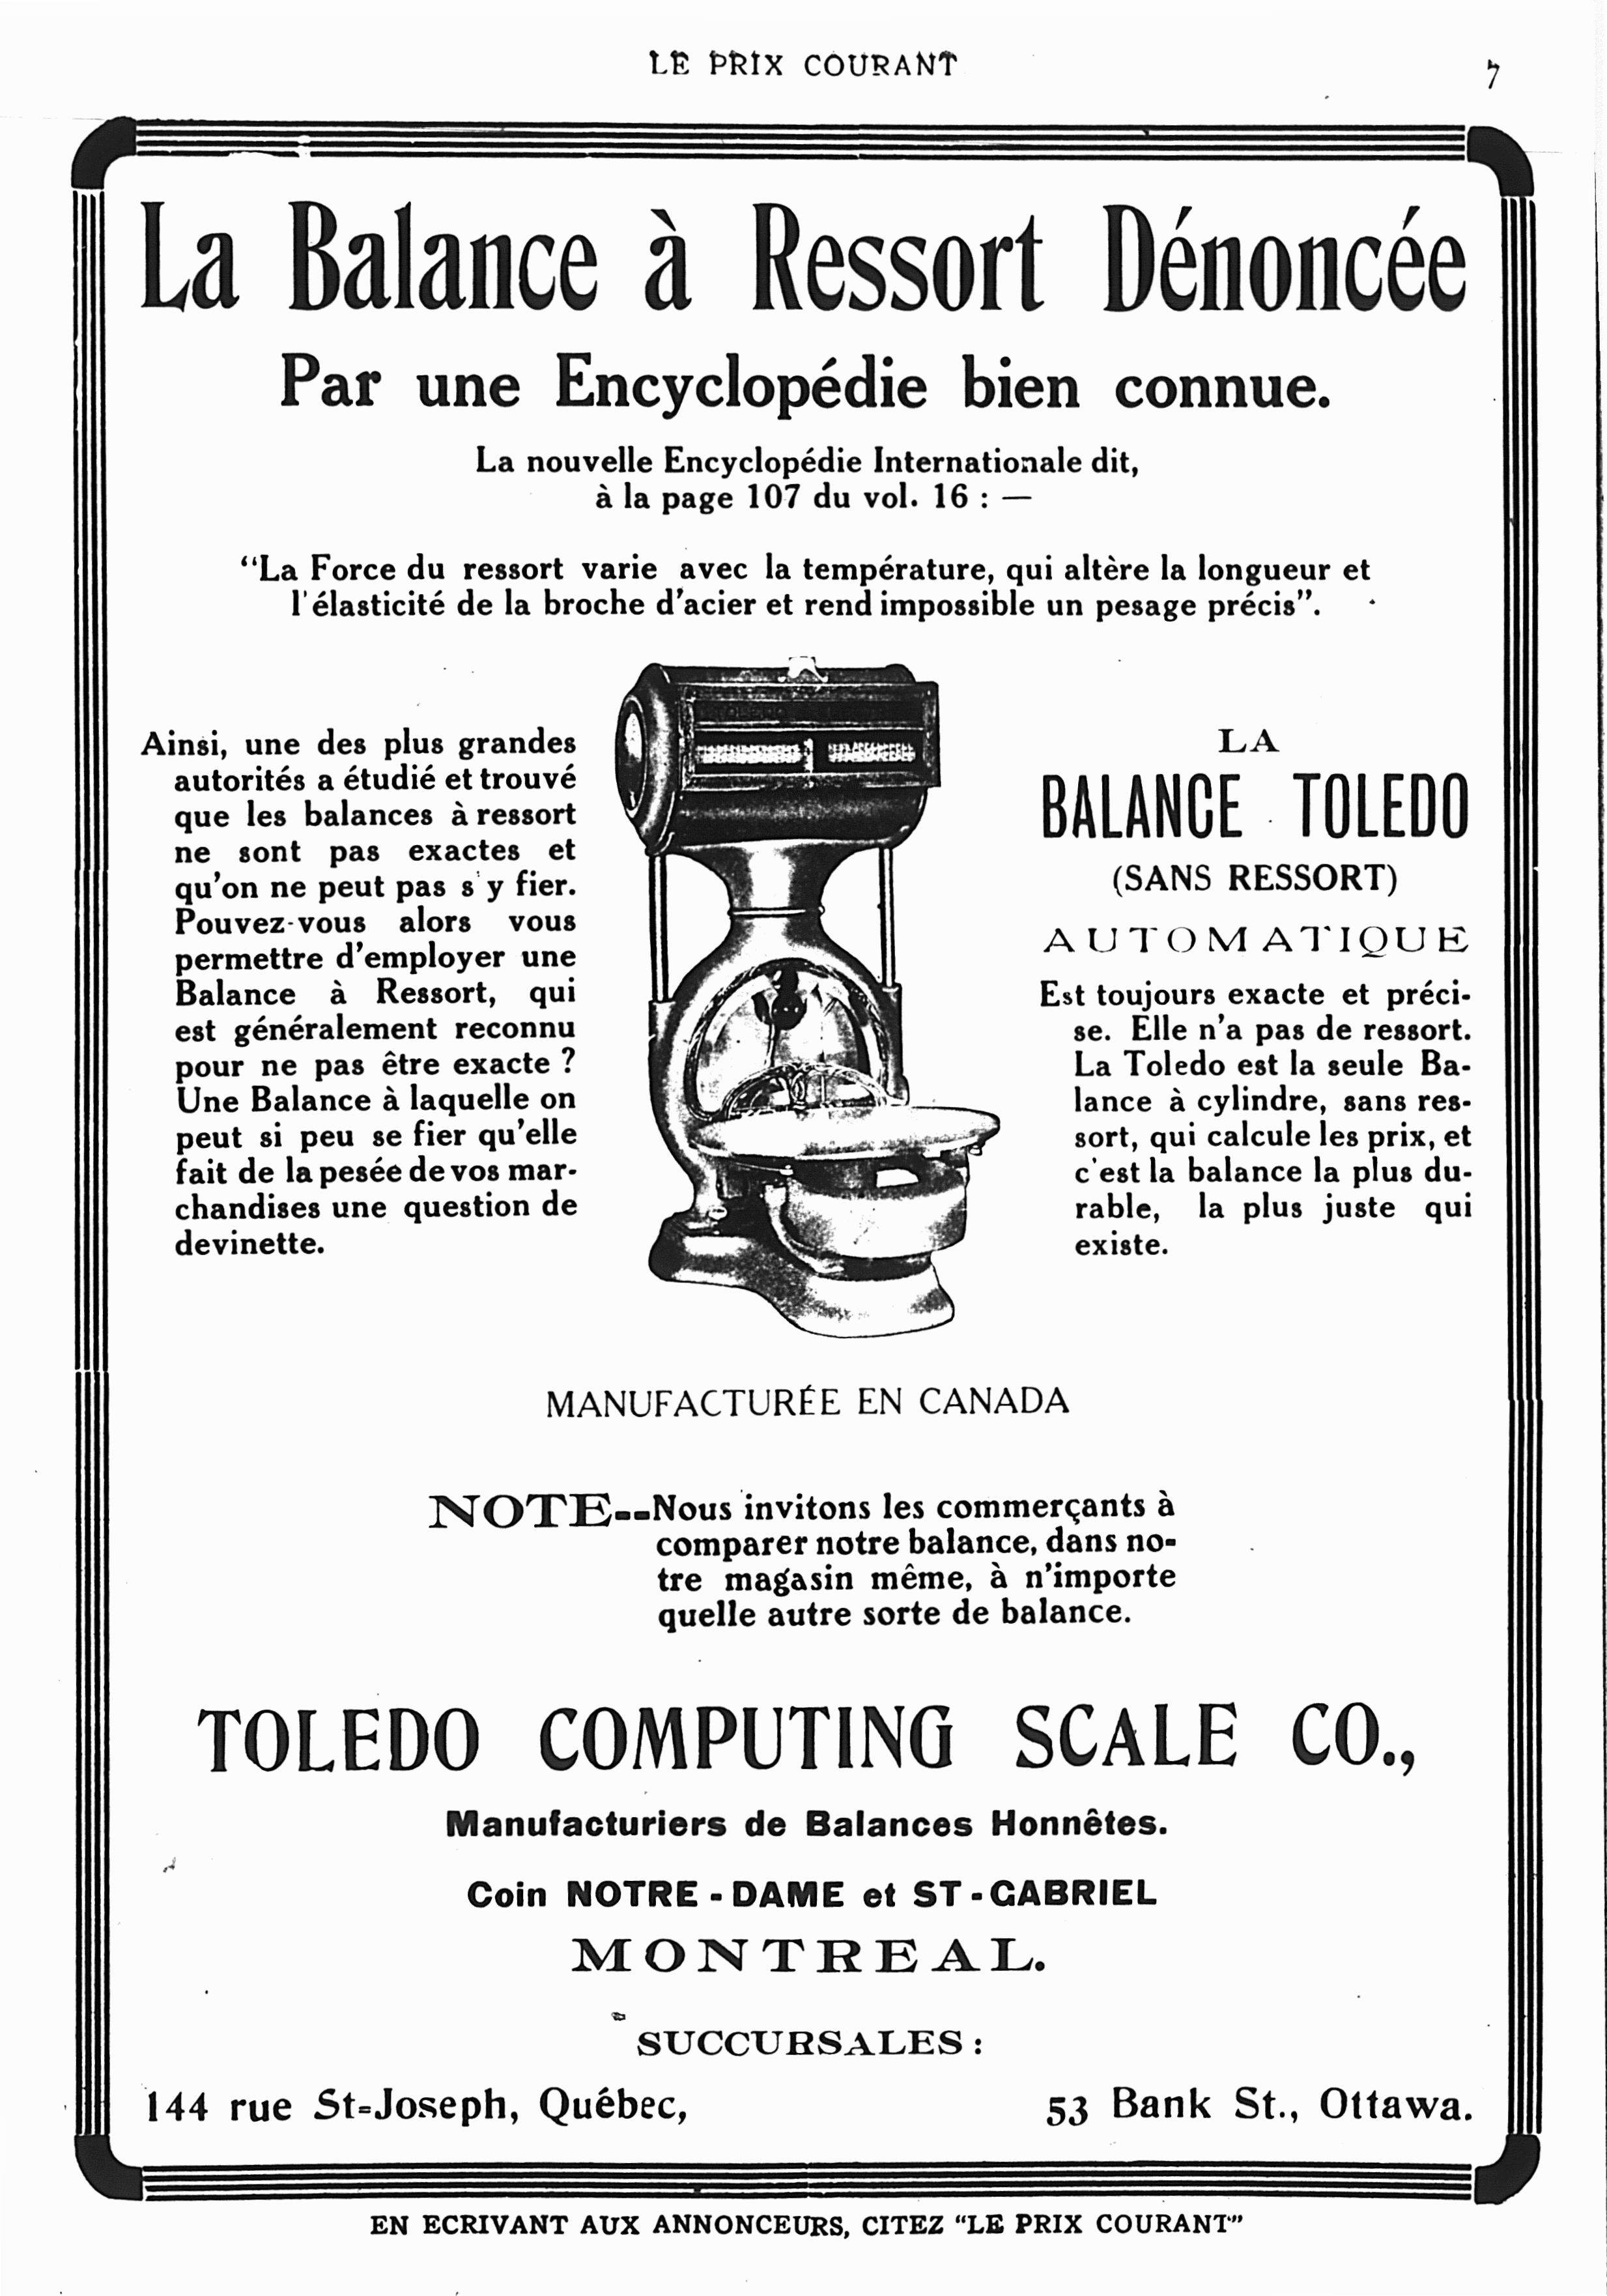 LE PRIX COURANT
7
La Balance à Ressort Dénoncée
Par une Encyclopédie bien connue.
La nouvelle Encyclopédie Internationale dit,
à la page 107 du vol. 16 : —
“La Force du ressort varie avec la température, qui altère la longueur et
l'élasticité de la broche d'acier et rend impossible un pesage précis”.
Ainsi, une des plus grandes
autorités a étudié et trouvé
que les balances à ressort
ne sont pas exactes et
qu'on ne peut pas s'y fier.
Pouvez-vous alors vous
permettre d'employer une
Balance à Ressort, qui
est généralement reconnu
pour ne pas être exacte ?
Une Balance à laquelle on
peut si peu se fier qu'elle
fait de la pesée de vos mar-
chandises une question de
devinette.
LA
BALANCE TOLEDO
(SANS RESSORT)
AUTOMATIQUE
Est toujours exacte et préci-
se. Elle n'a pas de ressort.
La Toledo est la seule Ba-
lance à cylindre, sans res-
sort, qui calcule les prix, et
c'est la balance la plus du-
rable, la plus juste qui
existe.
MANUFACTURÉE EN CANADA
NOTE--Nous invitons les commerçants à
comparer notre balance, dans no-
tre magasin même, à n'importe
quelle autre sorte de balance.
TOLEDO COMPUTING SCALE CO.,
Manufacturiers de Balances Honnêtes.
Coin NOTRE-DAME et ST-GABRIEL
MONTREAL.
SUCCURSALES :
144 rue St-Joseph, Québec,
53 Bank St., Ottawa.
EN ECRIVANT AUX ANNONCEURS, CITEZ “LE PRIX COURANT”